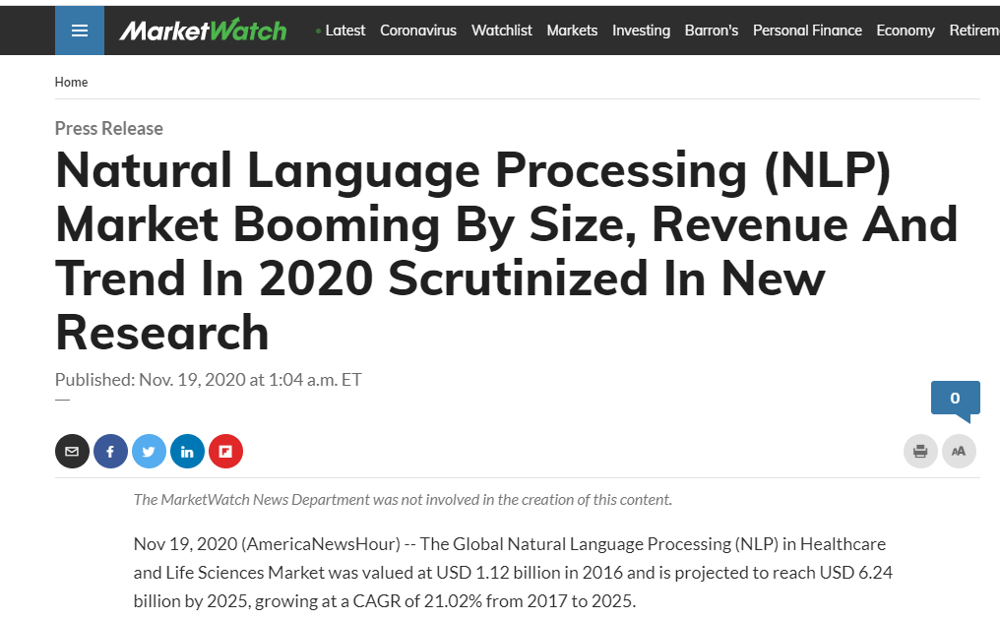 MarketWatch
• Latest Coronavirus Watchlist Markets Investing Barron's Personal Finance Economy Retirem
Home
Press Release
Natural Language Processing (NLP)
Market Booming By Size, Revenue And
Trend In 2020 Scrutinized In New
Research
Published: Nov. 19, 2020 at 1:04 a.m. ET
0
f in
AA
The MarketWatch News Department was not involved in the creation of this content.
Nov 19, 2020 (AmericaNewsHour) -- The Global Natural Language Processing (NLP) in Healthcare
and Life Sciences Market was valued at USD 1.12 billion in 2016 and is projected to reach USD 6.24
billion by 2025, growing at a CAGR of 21.02% from 2017 to 2025.